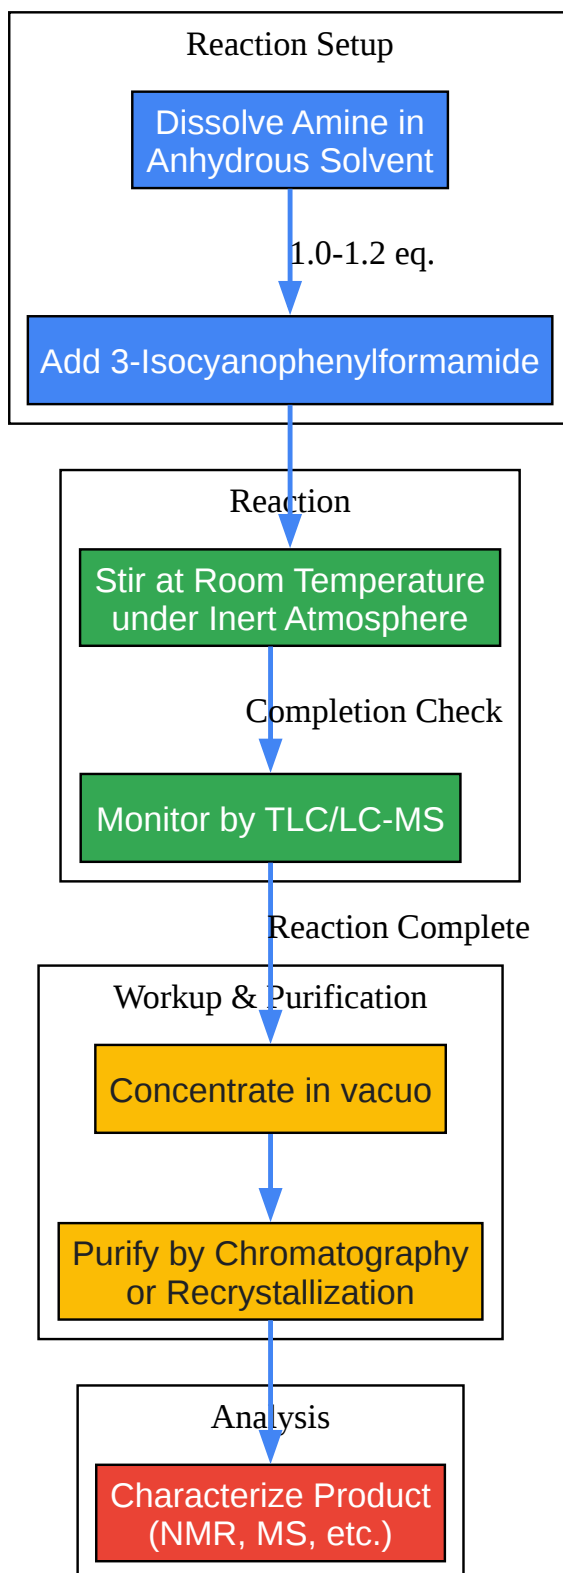 Reaction Setup
Dissolve Amine in
Anhydrous Solvent
1.0-1.2 eq.
Add 3-Isocyanophenylformamide
Reaction
Stir at Room Temperature
under Inert Atmosphere
Completion Check
Monitor by TLC/LC-MS
Reaction Complete
Workup & Purification
Concentrate in vacuo
Purify by Chromatography
or Recrystallization
Analysis
Characterize Product
(NMR, MS, etc.)